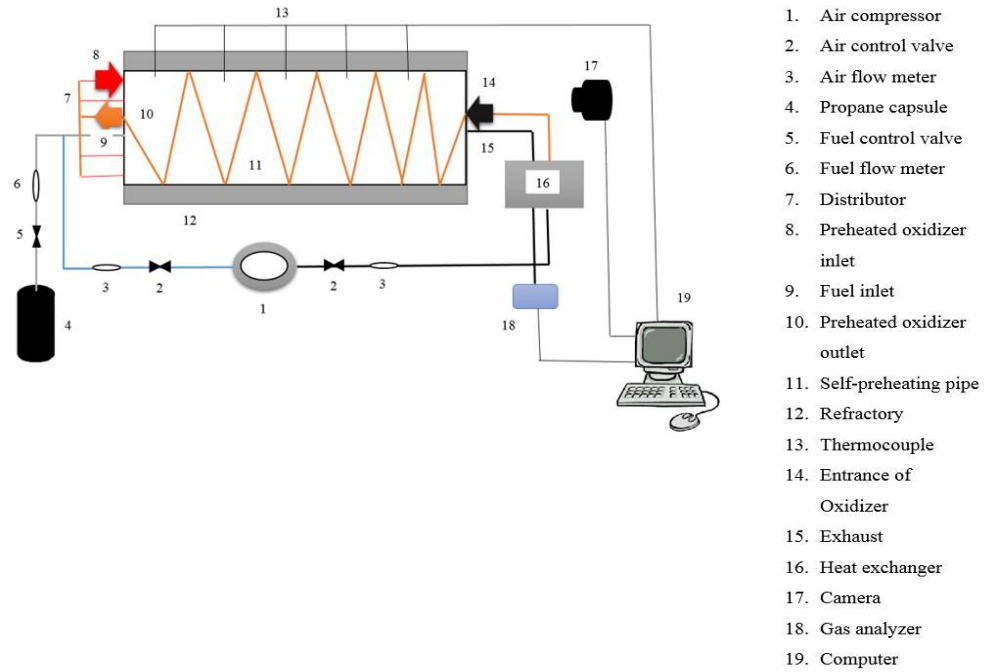 13
8
17
14
7
10
9
15
11
16
6
12
5
3
2
2
3
1
4
18
19
1. Air compressor
2. Air control valve
3. Air flow meter
4. Propane capsule
5. Fuel control valve
6. Fuel flow meter
7. Distributor
8. Preheated oxidizer
inlet
9. Fuel inlet
10. Preheated oxidizer
outlet
11. Self-preheating pipe
12. Refractory
13. Thermocouple
14. Entrance of
Oxidizer
15. Exhaust
16. Heat exchanger
17. Camera
18. Gas analyzer
19. Computer